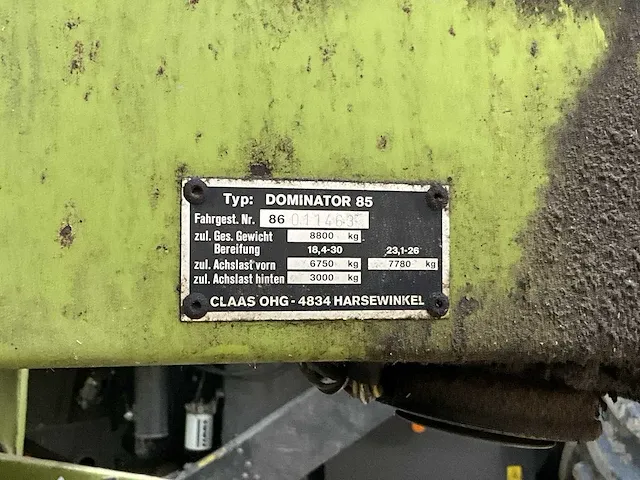 Typ: DOMINATOR 85
Fahrgest. Nr. 86
zul. Ges. Gewicht 8800 kg
Bereifung 18,4-30 23,1-26
zul. Achslast vorn 6750 kg 7780 kg
zul. Achslast hinten 3000 kg
CLAAS OHG - 4834 HARSEWINKEL